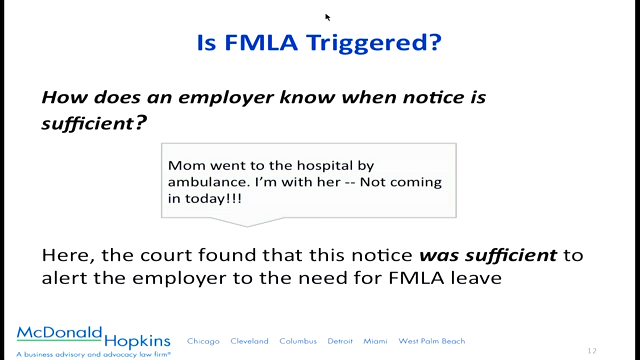 Is FMLA Triggered?
How does an employer know when notice is
sufficient?
Mom went to the hospital by
ambulance. I'm with her -- Not coming
in today!!!
Here, the court found that this notice was sufficient to
alert the employer to the need for FMLA leave
McDonald
Hopkins
A business advisory and advocacy law firm®
Chicago Cleveland Columbus Detroit Miami West Palm Beach
17